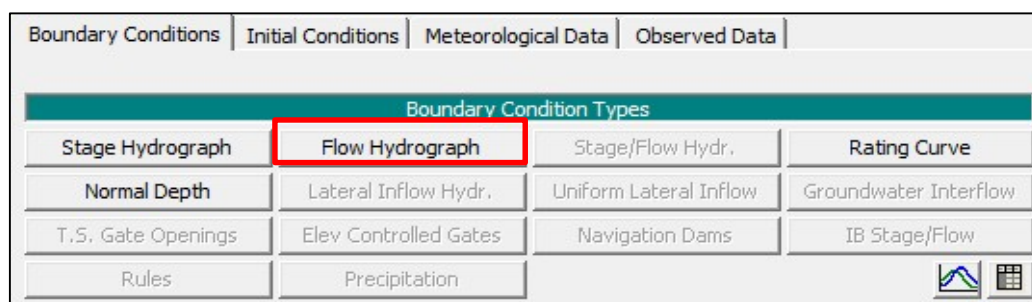 Boundary Conditions Initial Conditions Meteorological Data Observed Data
Boundary Condition Types
Stage Hydrograph Flow Hydrograph Stage/Flow Hydr. Rating Curve
Normal Depth Lateral Inflow Hydr. Uniform Lateral Inflow Groundwater Interflow
T.S. Gate Openings Elev Controlled Gates Navigation Dams IB Stage/Flow
Rules Precipitation